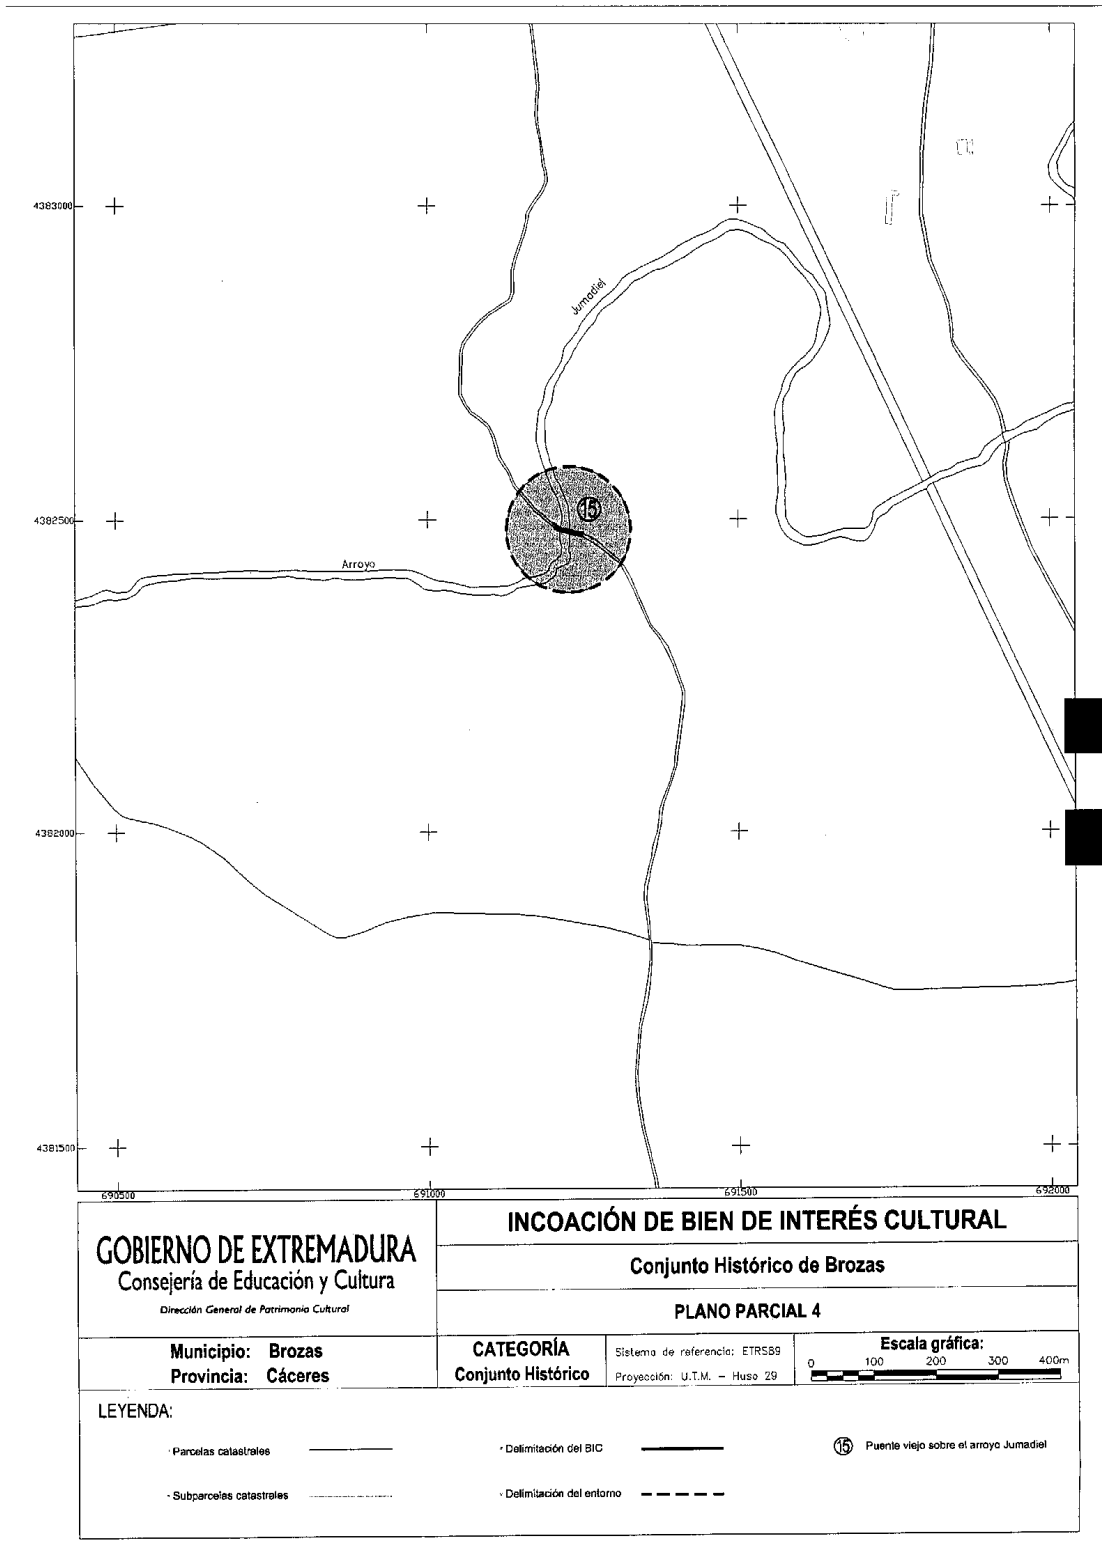 4383000
Jumadiel
15
4382500
Arroyo
4382000
4381500
690500 691000 691500 692000
GOBIERNO DE EXTREMADURA
Consejería de Educación y Cultura
Dirección General de Patrimonio Cultural
INCOACIÓN DE BIEN DE INTERÉS CULTURAL
Conjunto Histórico de Brozas
PLANO PARCIAL 4
Municipio: Brozas
Provincia: Cáceres
CATEGORÍA
Conjunto Histórico
Sistema de referencia: ETRS89
Proyección: U.T.M. - Huso 29
Escala gráfica:
0 100 200 300 400m
LEYENDA:
- Parcelas catastrales
- Delimitación del BIC
15 Puente viejo sobre el arroyo Jumadiel
- Subparcelas catastrales
- Delimitación del entorno